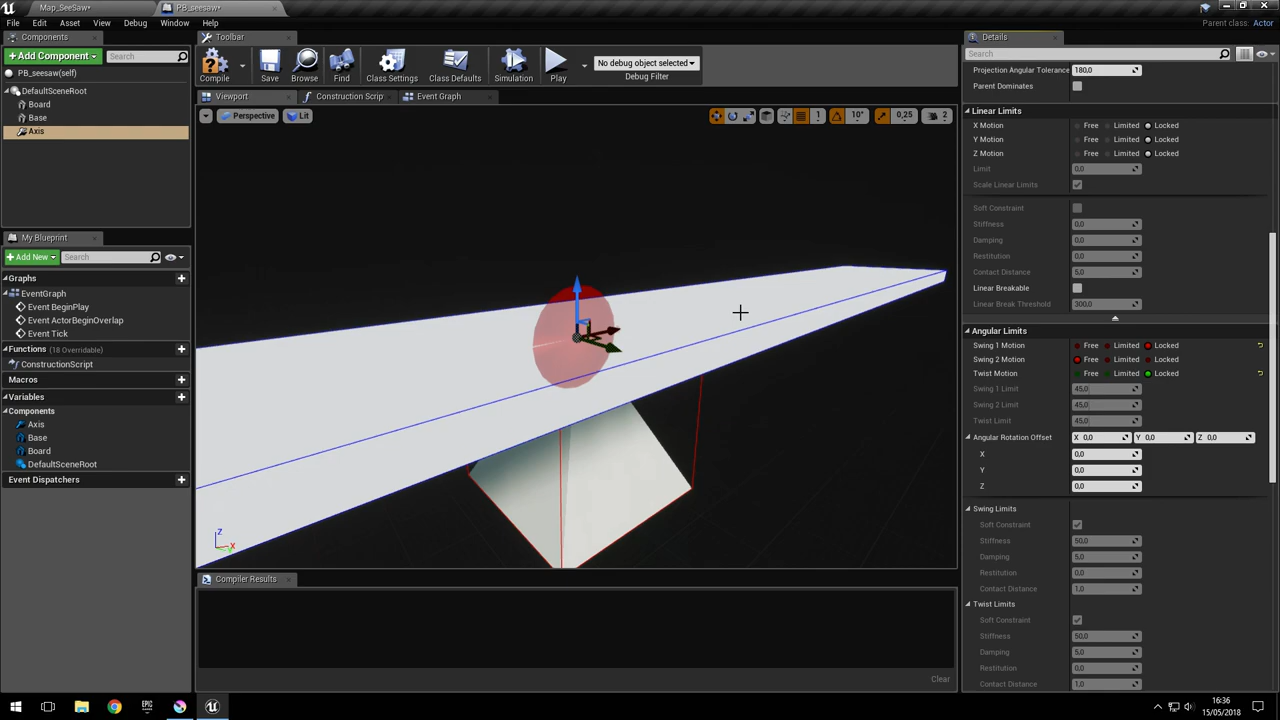 Map_SeeSaw*
PB_seesaw*
File Edit Asset View Debug Window Help
Parent class: Actor
Components
+ Add Component
Search
PB_seesaw(self)
DefaultSceneRoot
Board
Base
Axis
My Blueprint
+ Add New
Search
Graphs
EventGraph
Event BeginPlay
Event ActorBeginOverlap
Event Tick
Functions (18 Overridable)
ConstructionScript
Macros
Variables
Components
Axis
Base
Board
DefaultSceneRoot
Event Dispatchers
Toolbar
Compile
Save
Browse
Find
Class Settings
Class Defaults
Simulation
Play
No debug object selected
Debug Filter
Viewport
Construction Scrip
Event Graph
Perspective
Lit
1
10°
0,25
2
Z
X
Compiler Results
Clear
Details
Search
Projection Angular Tolerance 180,0
Parent Dominates
Linear Limits
X Motion Free Limited Locked
Y Motion Free Limited Locked
Z Motion Free Limited Locked
Limit 0,0
Scale Linear Limits
Soft Constraint
Stiffness 0,0
Damping 0,0
Restitution 0,0
Contact Distance 5,0
Linear Breakable
Linear Break Threshold 300,0
Angular Limits
Swing 1 Motion Free Limited Locked
Swing 2 Motion Free Limited Locked
Twist Motion Free Limited Locked
Swing 1 Limit 45,0
Swing 2 Limit 45,0
Twist Limit 45,0
Angular Rotation Offset X 0,0 Y 0,0 Z 0,0
X 0,0
Y 0,0
Z 0,0
Swing Limits
Soft Constraint
Stiffness 50,0
Damping 5,0
Restitution 0,0
Contact Distance 1,0
Twist Limits
Soft Constraint
Stiffness 50,0
Damping 5,0
Restitution 0,0
Contact Distance 1,0
EPIC
16:36
15/05/2018